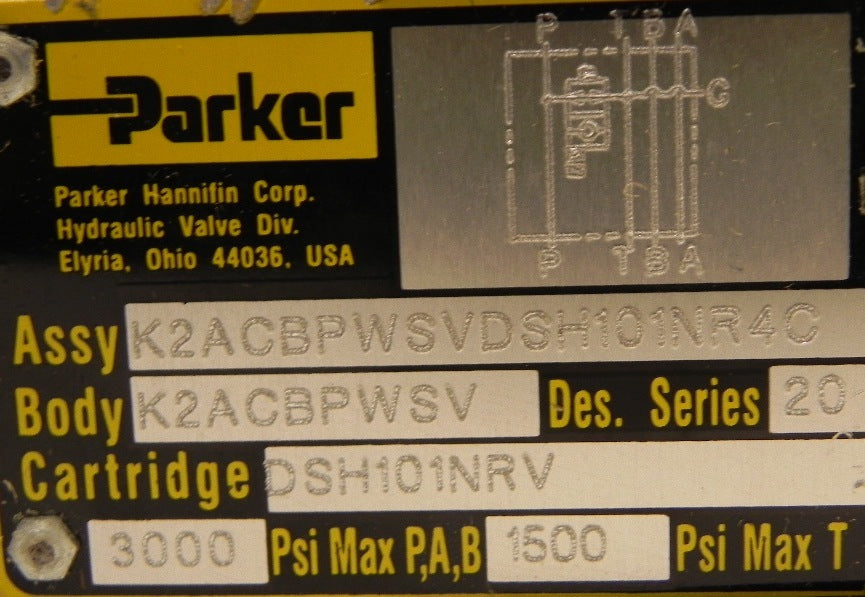 P T B A
Parker
G
Parker Hannifin Corp.
Hydraulic Valve Div.
Elyria, Ohio 44036, USA
P T B A
Assy K2ACBPWSVDSH101NR4C
Body K2ACBPWSV Des. Series 20
Cartridge DSH101NRV
3000 Psi Max P,A,B 1500 Psi Max T